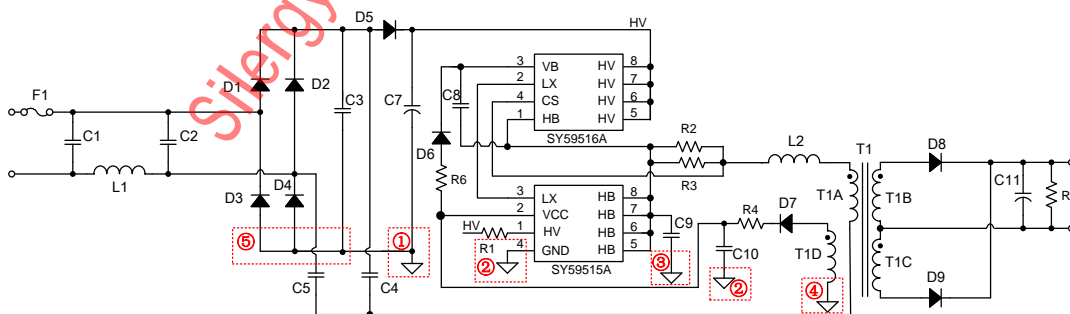 Silergy
D5
HV
F1
D1
D2
C3
C7
C8
3 VB HV 8
2 LX HV 7
4 CS HV 6
1 HB HV 5
SY59516A
C1
C2
L1
D6
R6
R2
R3
L2
T1
D8
D3
D4
T1A
T1B
C11
R
3 LX HB 8
2 VCC HB 7
1 HV HB 6
4 GND HB 5
SY59515A
HV
R1
C9
R4
D7
C10
T1D
T1C
D9
⑤
①
②
③
②
④
C5
C4